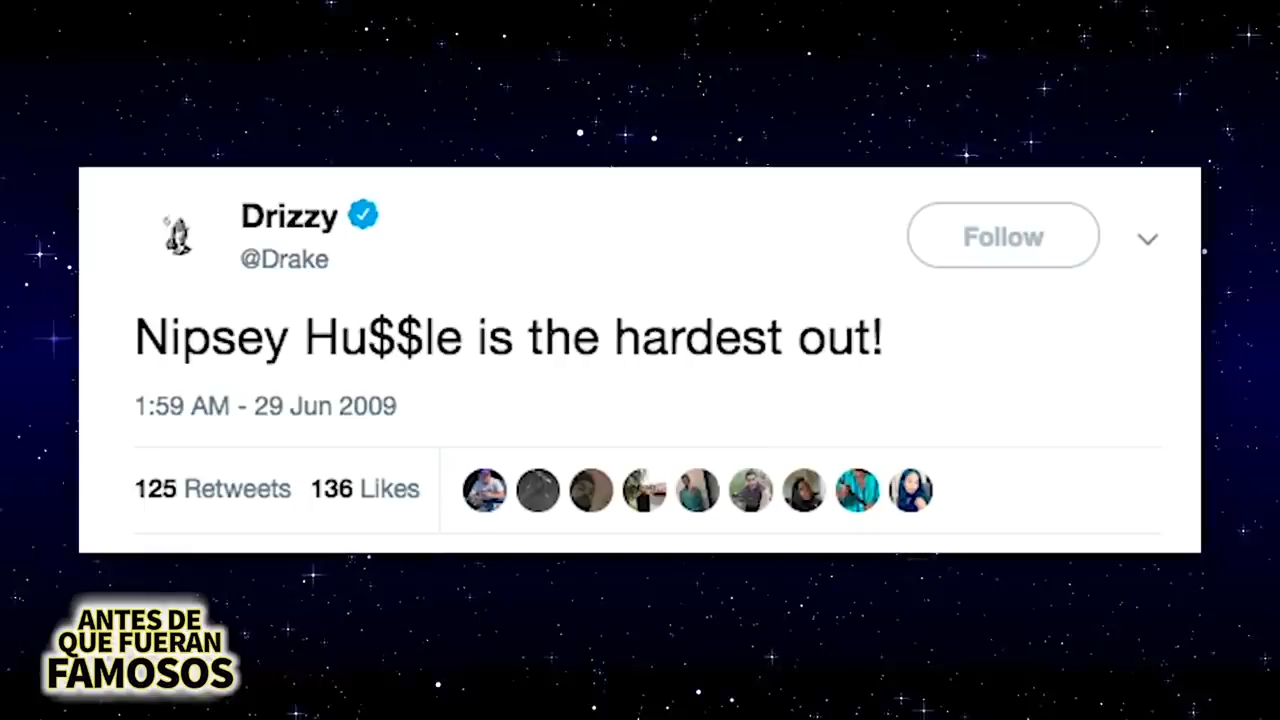 Drizzy
@Drake
Follow
Nipsey Hu$$le is the hardest out!
1:59 AM - 29 Jun 2009
125 Retweets 136 Likes
ANTES DE
QUE FUERAN
FAMOSOS